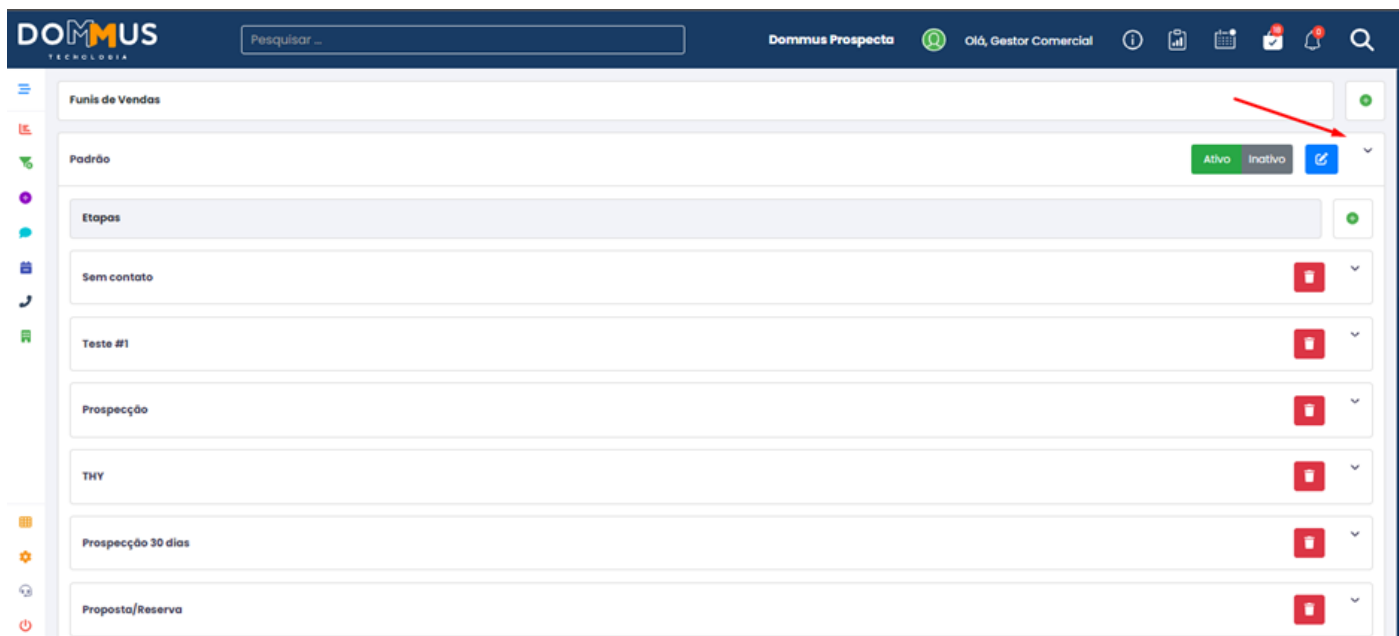 DOMMUS
TECNOLOGIA
Pesquisar ...
Dommus Prospecta
Olá, Gestor Comercial
Funis de Vendas
Padrão
Ativo Inativo
Etapas
Sem contato
Teste #1
Prospecção
THY
Prospecção 30 dias
Proposta/Reserva